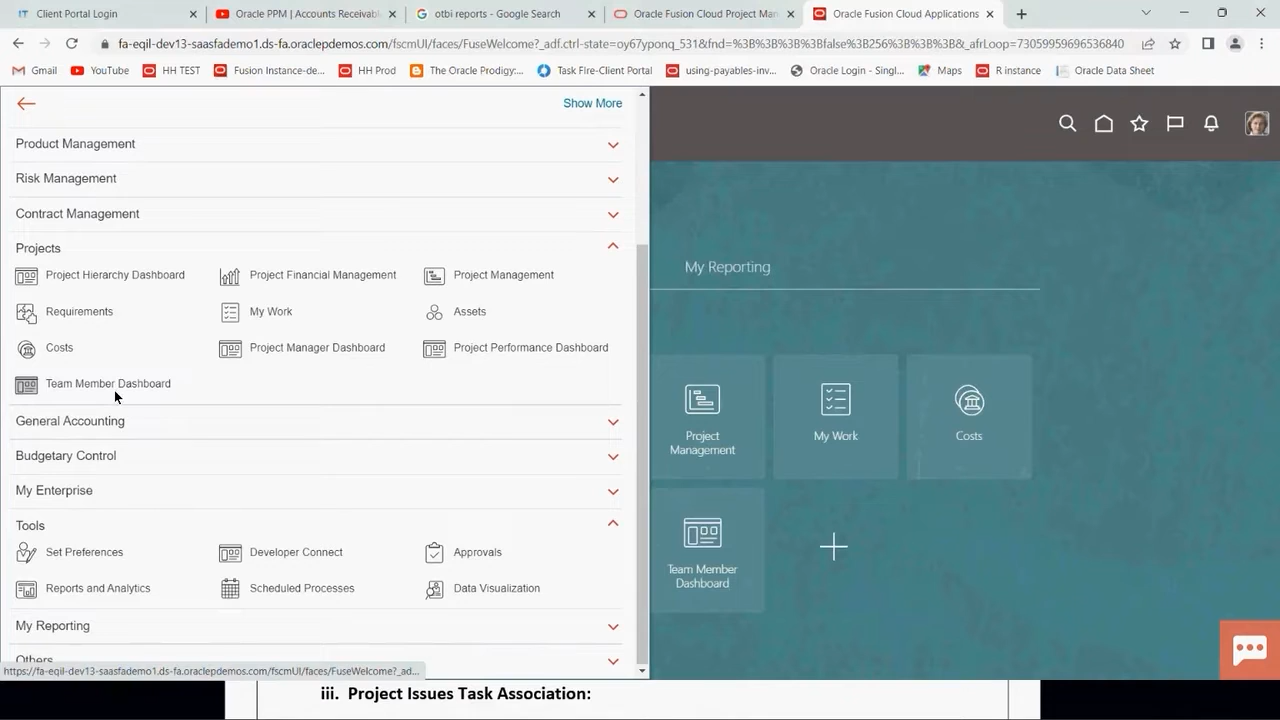 Client Portal Login
Oracle PPM | Accounts Receivabl
otbi reports - Google Search
Oracle Fusion Cloud Project Man
Oracle Fusion Cloud Applications
fa-eqil-dev13-saasfademo1.ds-fa.oraclepdemos.com/fscmUI/faces/FuseWelcome?_adf.ctrl-state=oy67yponq_531&fnd=%3B%3B%3B%3Bfalse%3B256%3B%3B%3B&_afrLoop=73059959696536840
Gmail
YouTube
HH TEST
Fusion Instance-de...
HH Prod
The Oracle Prodigy:...
Task FIre-Client Portal
using-payables-inv...
Oracle Login - Singl...
Maps
R instance
Oracle Data Sheet
Show More
Product Management
Risk Management
Contract Management
Projects
Project Hierarchy Dashboard
Project Financial Management
Project Management
Requirements
My Work
Assets
Costs
Project Manager Dashboard
Project Performance Dashboard
Team Member Dashboard
General Accounting
Budgetary Control
My Enterprise
Tools
Set Preferences
Developer Connect
Approvals
Reports and Analytics
Scheduled Processes
Data Visualization
My Reporting
Others
https://fa-eqil-dev13-saasfademo1.ds-fa.oraclepdemos.com/fscmUI/faces/FuseWelcome?_ad...
My Reporting
Project
Management
My Work
Costs
Team Member
Dashboard
iii. Project Issues Task Association: